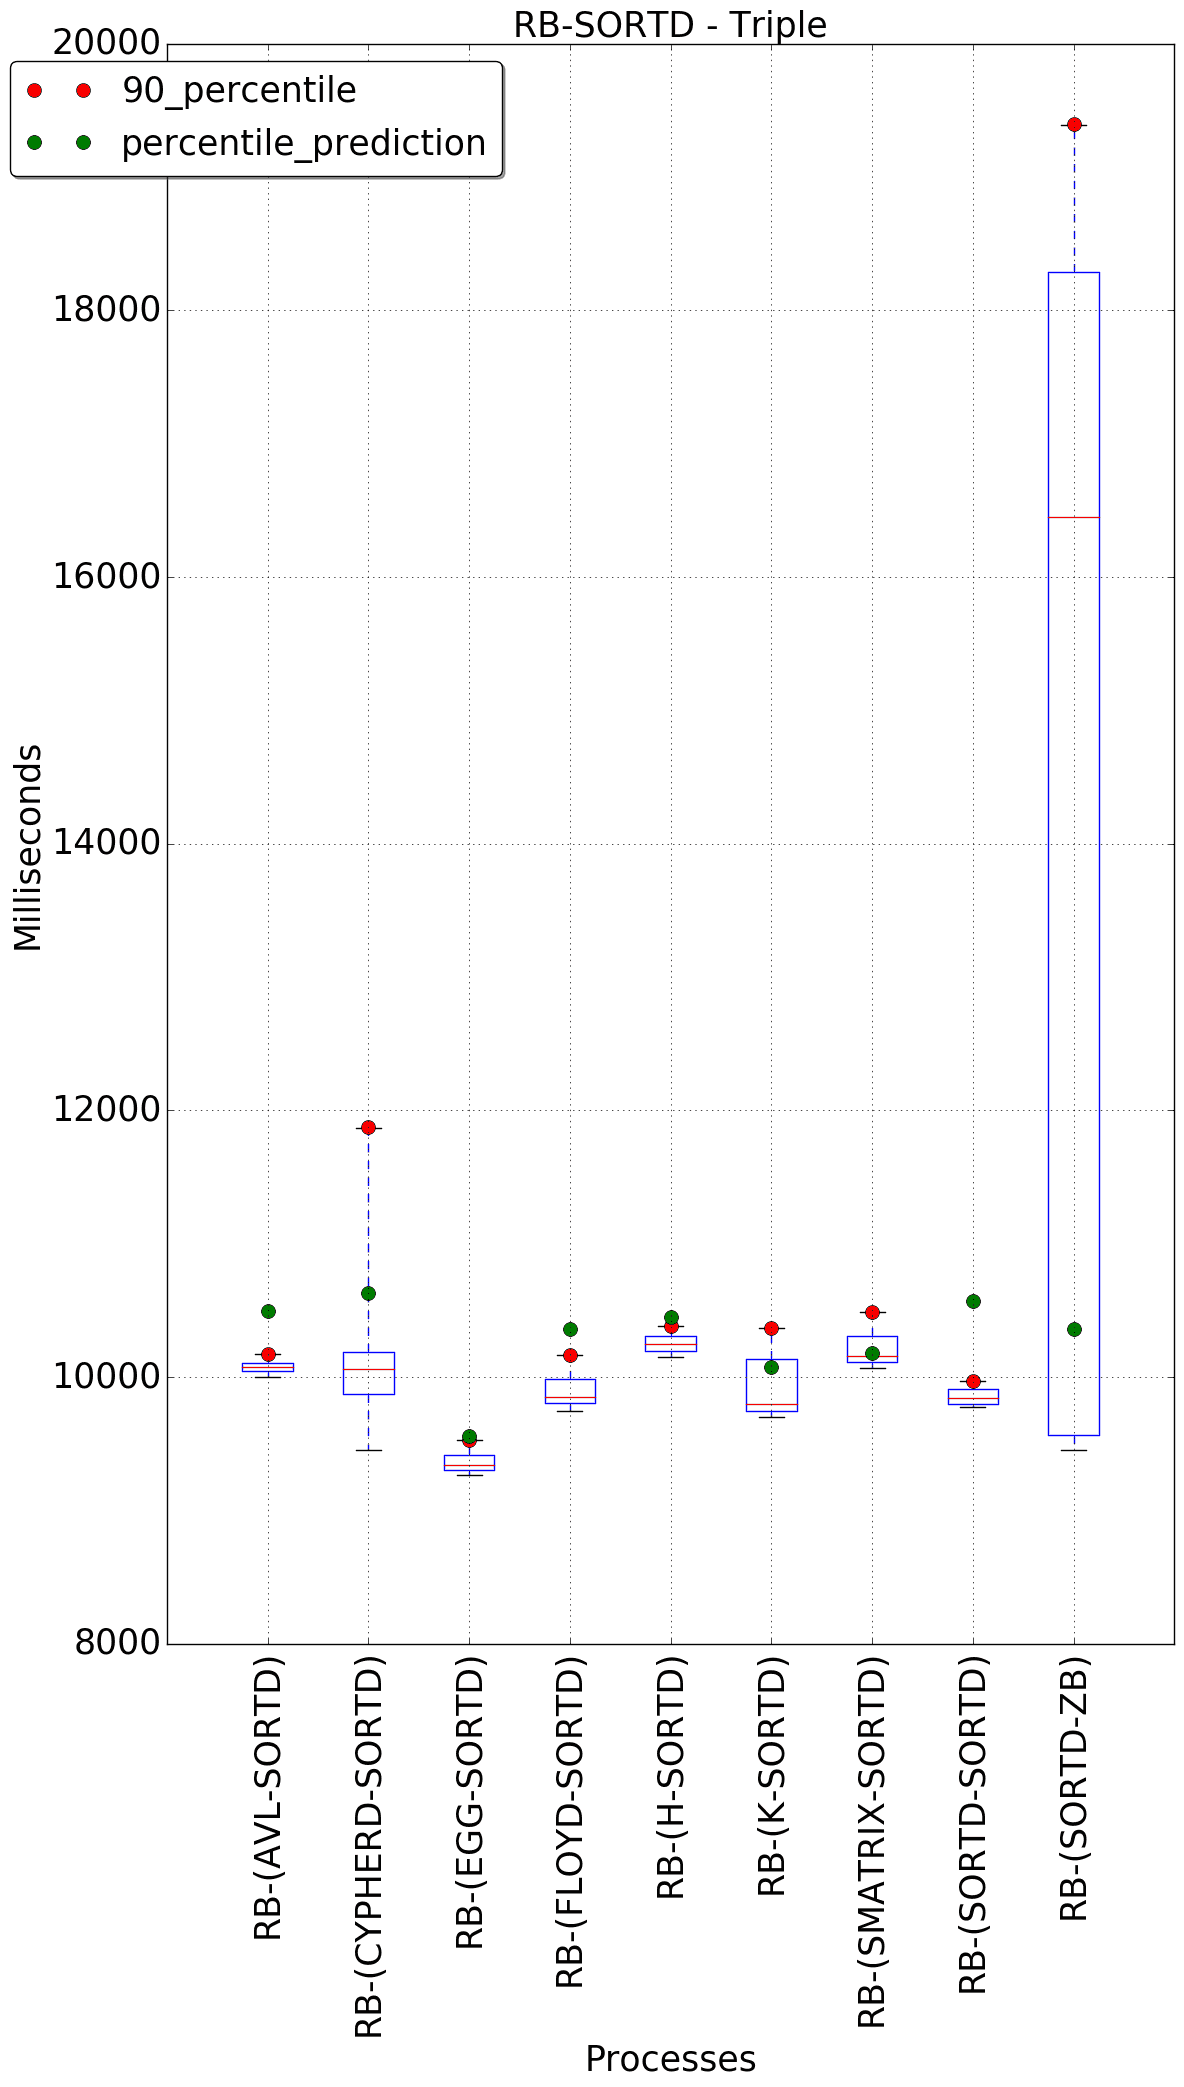 RB-SORTD - Triple
90_percentile
percentile_prediction
20000
18000
16000
14000
12000
10000
8000
Milliseconds
RB-(AVL-SORTD)
RB-(CYPHERD-SORTD)
RB-(EGG-SORTD)
RB-(FLOYD-SORTD)
RB-(H-SORTD)
RB-(K-SORTD)
RB-(SMATRIX-SORTD)
RB-(SORTD-SORTD)
RB-(SORTD-ZB)
Processes